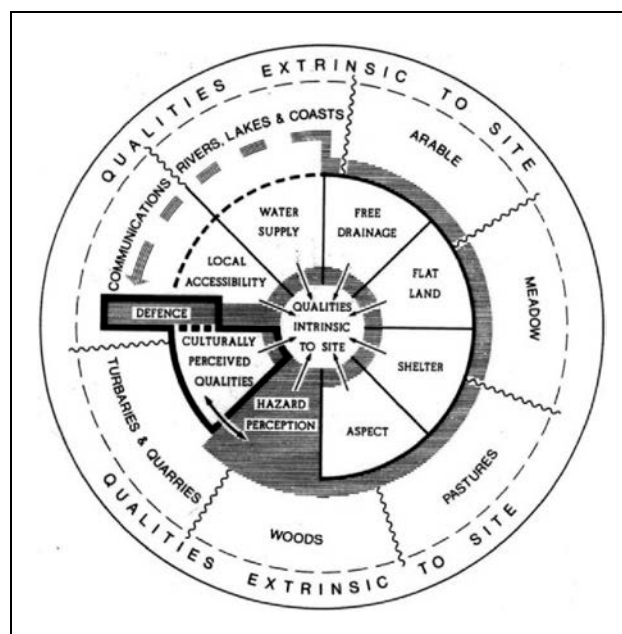 QUALITIES EXTRINSIC TO SITE
COMMUNICATIONS
RIVERS, LAKES & COASTS
ARABLE
MEADOW
PASTURES
WOODS
TURBARIES & QUARRIES
WATER
SUPPLY
FREE
DRAINAGE
LOCAL
ACCESSIBILITY
FLAT
LAND
DEFENCE
QUALITIES
INTRINSIC
TO SITE
CULTURALLY
PERCEIVED
QUALITIES
SHELTER
HAZARD
PERCEPTION
ASPECT
QUALITIES EXTRINSIC TO SITE